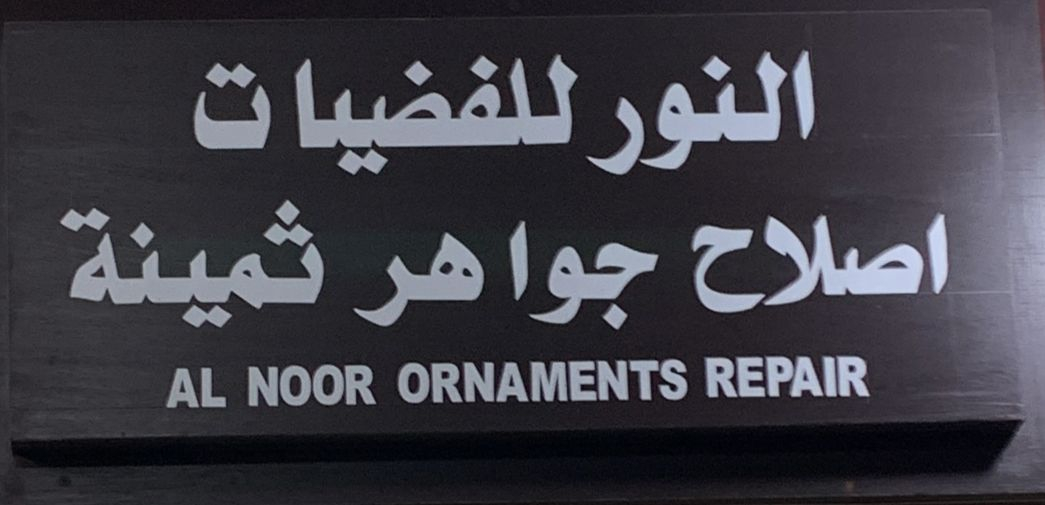 النور للفضيات
اصلاح جواهر ثمينة
AL NOOR ORNAMENTS REPAIR